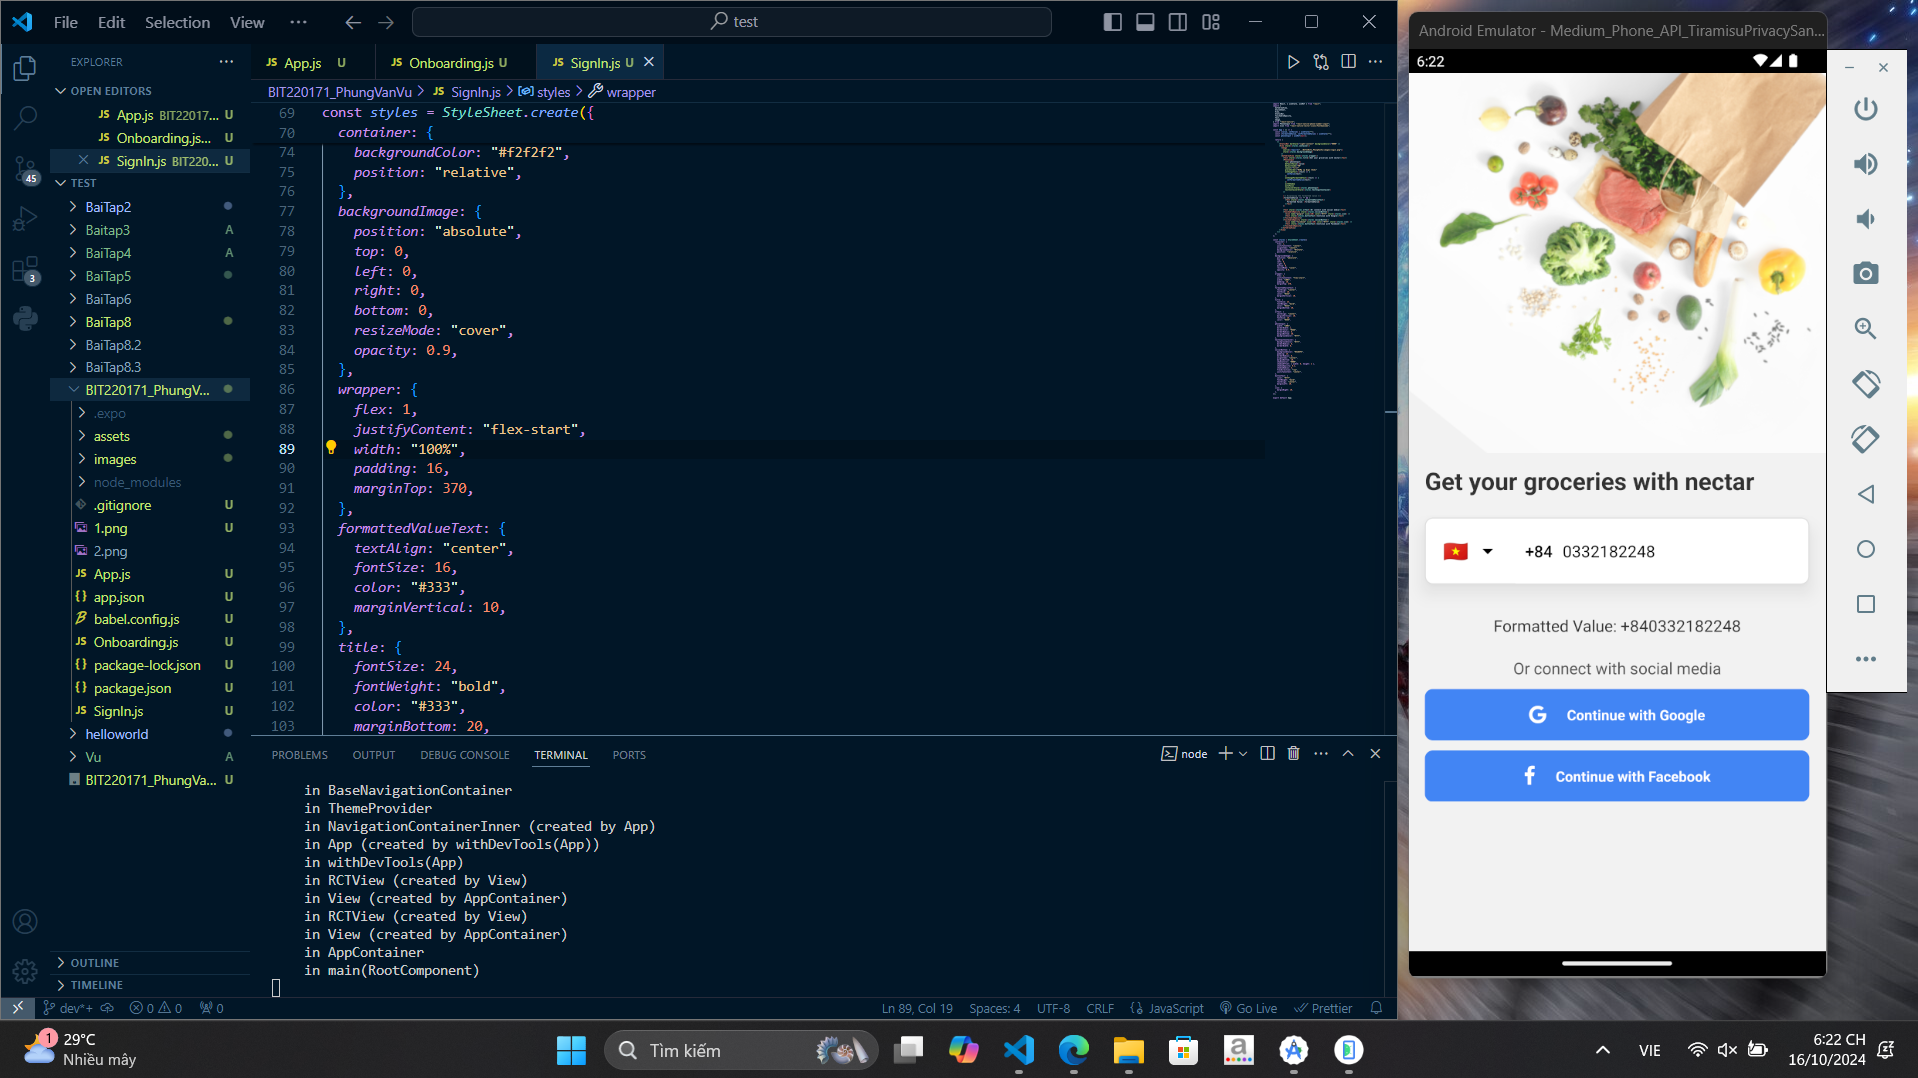 File Edit Selection View ··· test
EXPLORER
OPEN EDITORS
App.js BIT22017... U
Onboarding.js... U
SignIn.js BIT220... U
TEST
BaiTap2
Baitap3 A
BaiTap4 A
BaiTap5
BaiTap6
BaiTap8
BaiTap8.2
BaiTap8.3
BIT220171_PhungV...
.expo
assets
images
node_modules
.gitignore U
1.png U
2.png
App.js U
app.json U
babel.config.js U
Onboarding.js U
package-lock.json U
package.json U
SignIn.js U
helloworld
Vu A
BIT220171_PhungVa... U
OUTLINE
TIMELINE
45
3
App.js U Onboarding.js U SignIn.js U
BIT220171_PhungVanVu > JS SignIn.js > styles > wrapper
69 const styles = StyleSheet.create({
70 container: {
74 backgroundColor: "#f2f2f2",
75 position: "relative",
76 },
77 backgroundImage: {
78 position: "absolute",
79 top: 0,
80 left: 0,
81 right: 0,
82 bottom: 0,
83 resizeMode: "cover",
84 opacity: 0.9,
85 },
86 wrapper: {
87 flex: 1,
88 justifyContent: "flex-start",
89 width: "100%",
90 padding: 16,
91 marginTop: 370,
92 },
93 formattedValueText: {
94 textAlign: "center",
95 fontSize: 16,
96 color: "#333",
97 marginVertical: 10,
98 },
99 title: {
100 fontSize: 24,
101 fontWeight: "bold",
102 color: "#333",
103 marginBottom: 20,
PROBLEMS OUTPUT DEBUG CONSOLE TERMINAL PORTS node
in BaseNavigationContainer
in ThemeProvider
in NavigationContainerInner (created by App)
in App (created by withDevTools(App))
in withDevTools(App)
in RCTView (created by View)
in View (created by AppContainer)
in RCTView (created by View)
in View (created by AppContainer)
in AppContainer
in main(RootComponent)
dev*+ 0 0 0 Ln 89, Col 19 Spaces: 4 UTF-8 CRLF JavaScript Go Live Prettier
Android Emulator - Medium_Phone_API_TiramisuPrivacySan...
6:22
Get your groceries with nectar
+84 0332182248
Formatted Value: +840332182248
Or connect with social media
Continue with Google
Continue with Facebook
1
29°C
Nhiều mây
Tìm kiếm
VIE
6:22 CH
16/10/2024